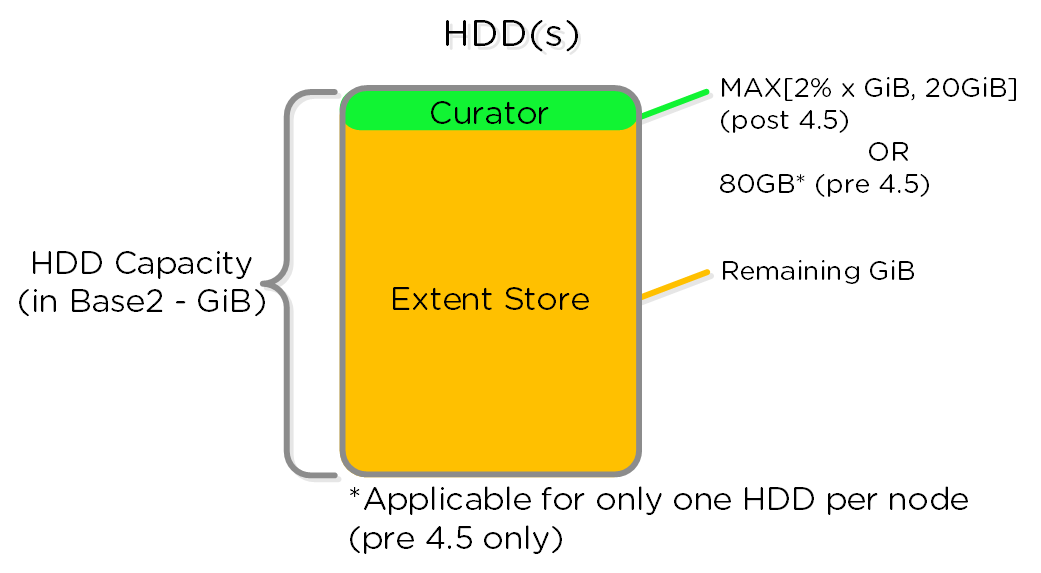 HDD(s)
MAX[2% x GiB, 20GiB]
(post 4.5)
OR
80GB* (pre 4.5)
Curator
HDD Capacity
(in Base2 - GiB)
Extent Store
Remaining GiB
*Applicable for only one HDD per node
(pre 4.5 only)